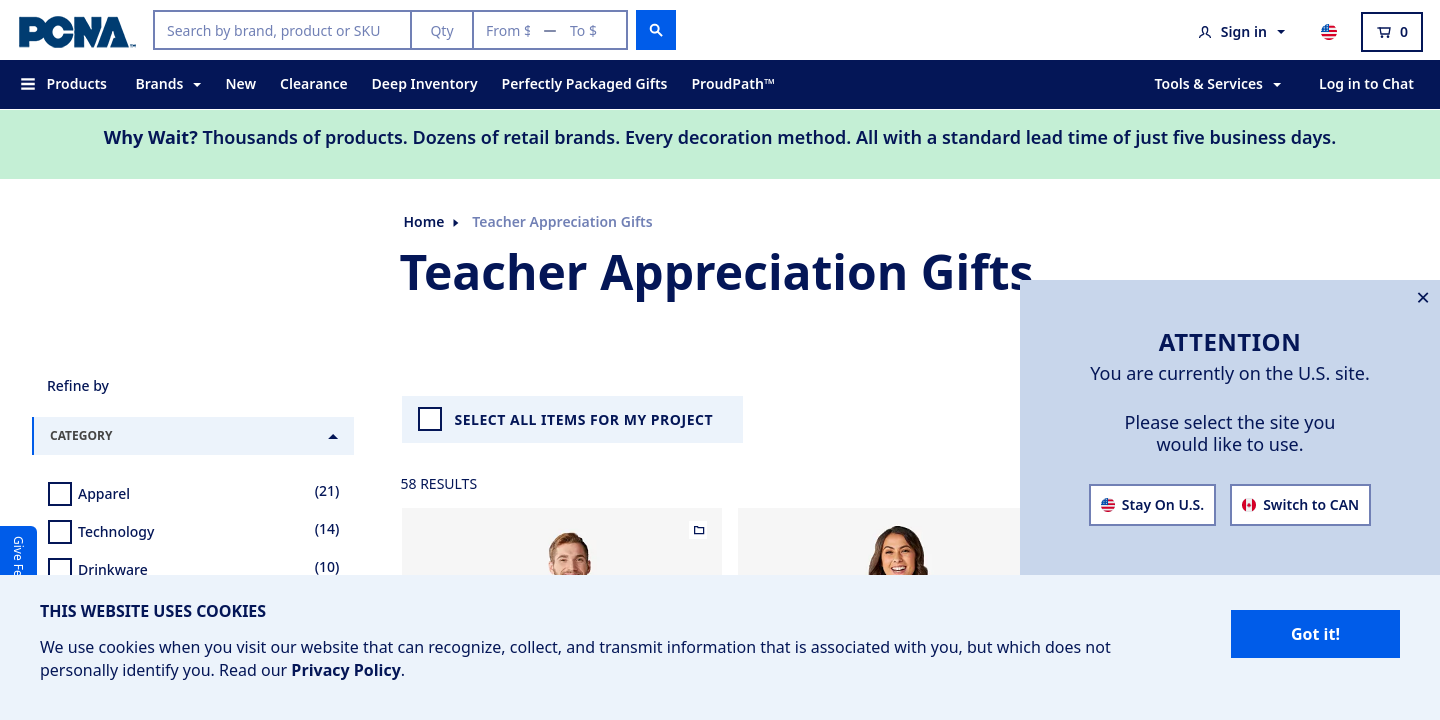 PCNA™
Search by brand, product or SKU
Qty
From $ — To $
Sign in
0
Products
Brands
New
Clearance
Deep Inventory
Perfectly Packaged Gifts
ProudPath™
Tools & Services
Log in to Chat
Why Wait? Thousands of products. Dozens of retail brands. Every decoration method. All with a standard lead time of just five business days.
Home
Teacher Appreciation Gifts
Teacher Appreciation Gifts
ATTENTION
You are currently on the U.S. site.
Please select the site you
would like to use.
Stay On U.S.
Switch to CAN
Refine by
CATEGORY
SELECT ALL ITEMS FOR MY PROJECT
58 RESULTS
Apparel (21)
Technology (14)
Drinkware (10)
Give
THIS WEBSITE USES COOKIES
We use cookies when you visit our website that can recognize, collect, and transmit information that is associated with you, but which does not
personally identify you. Read our Privacy Policy.
Got it!